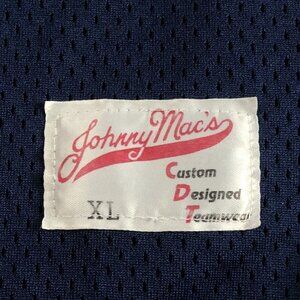 Johnny Mac's
Custom
Designed
Teamwear
XL